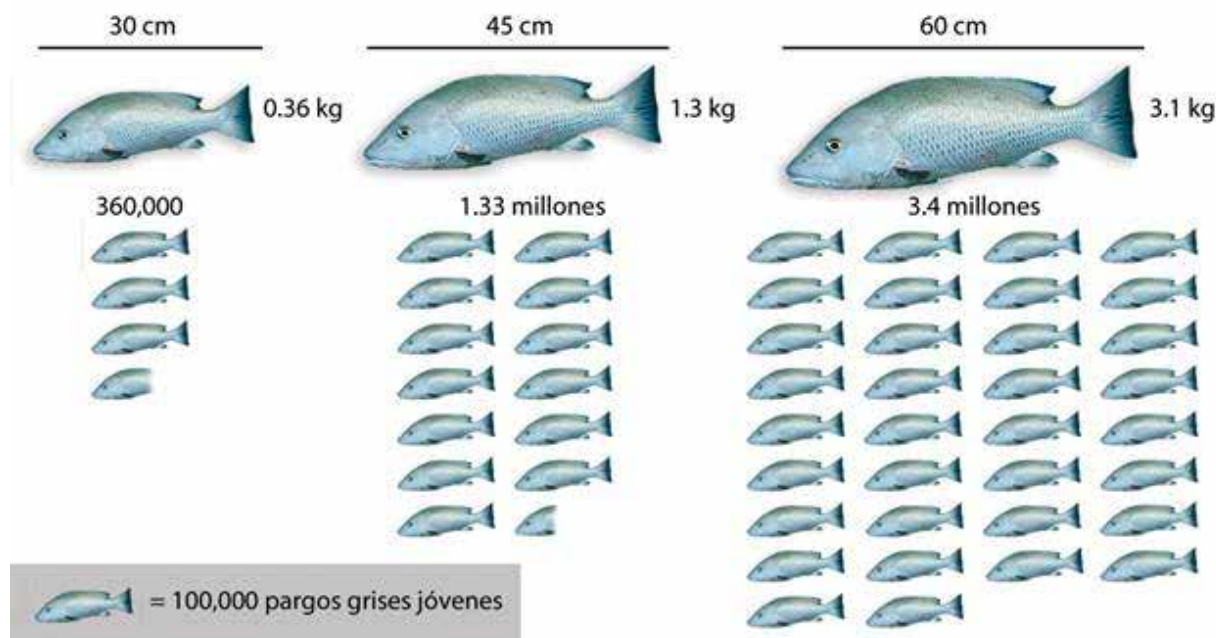 30 cm
45 cm
60 cm
0.36 kg
1.3 kg
3.1 kg
360,000
1.33 millones
3.4 millones
= 100,000 pargos grises jóvenes